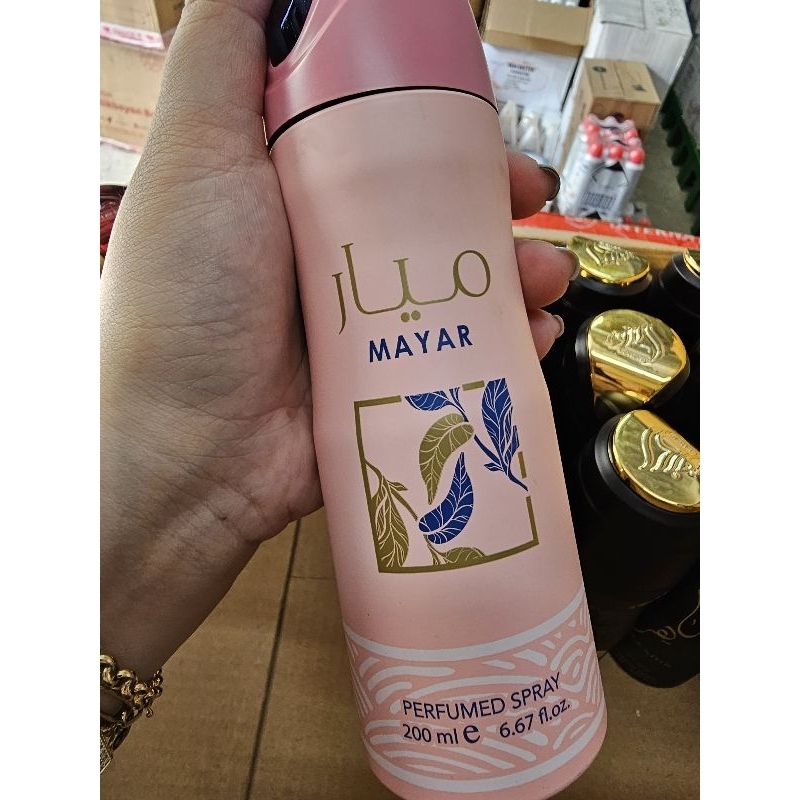 ميار
MAYAR
PERFUMED SPRAY
200 ml e 6.67 fl.oz.